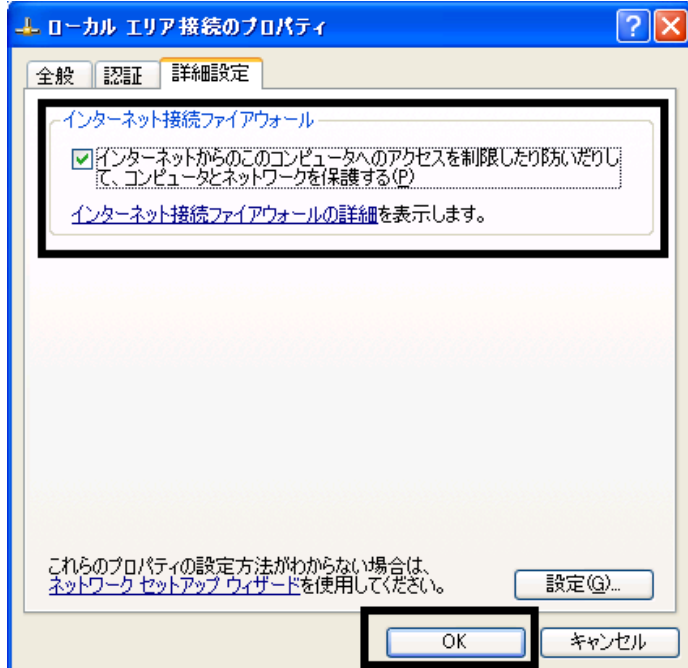 ローカル エリア接続のプロパティ
全般 認証 詳細設定
インターネット接続ファイアウォール
インターネットからのこのコンピュータへのアクセスを制限したり防いだりし
て、コンピュータとネットワークを保護する(P)
インターネット接続ファイアウォールの詳細を表示します。
これらのプロパティの設定方法がわからない場合は、
ネットワーク セットアップ ウィザードを使用してください。
設定(G)...
OK キャンセル